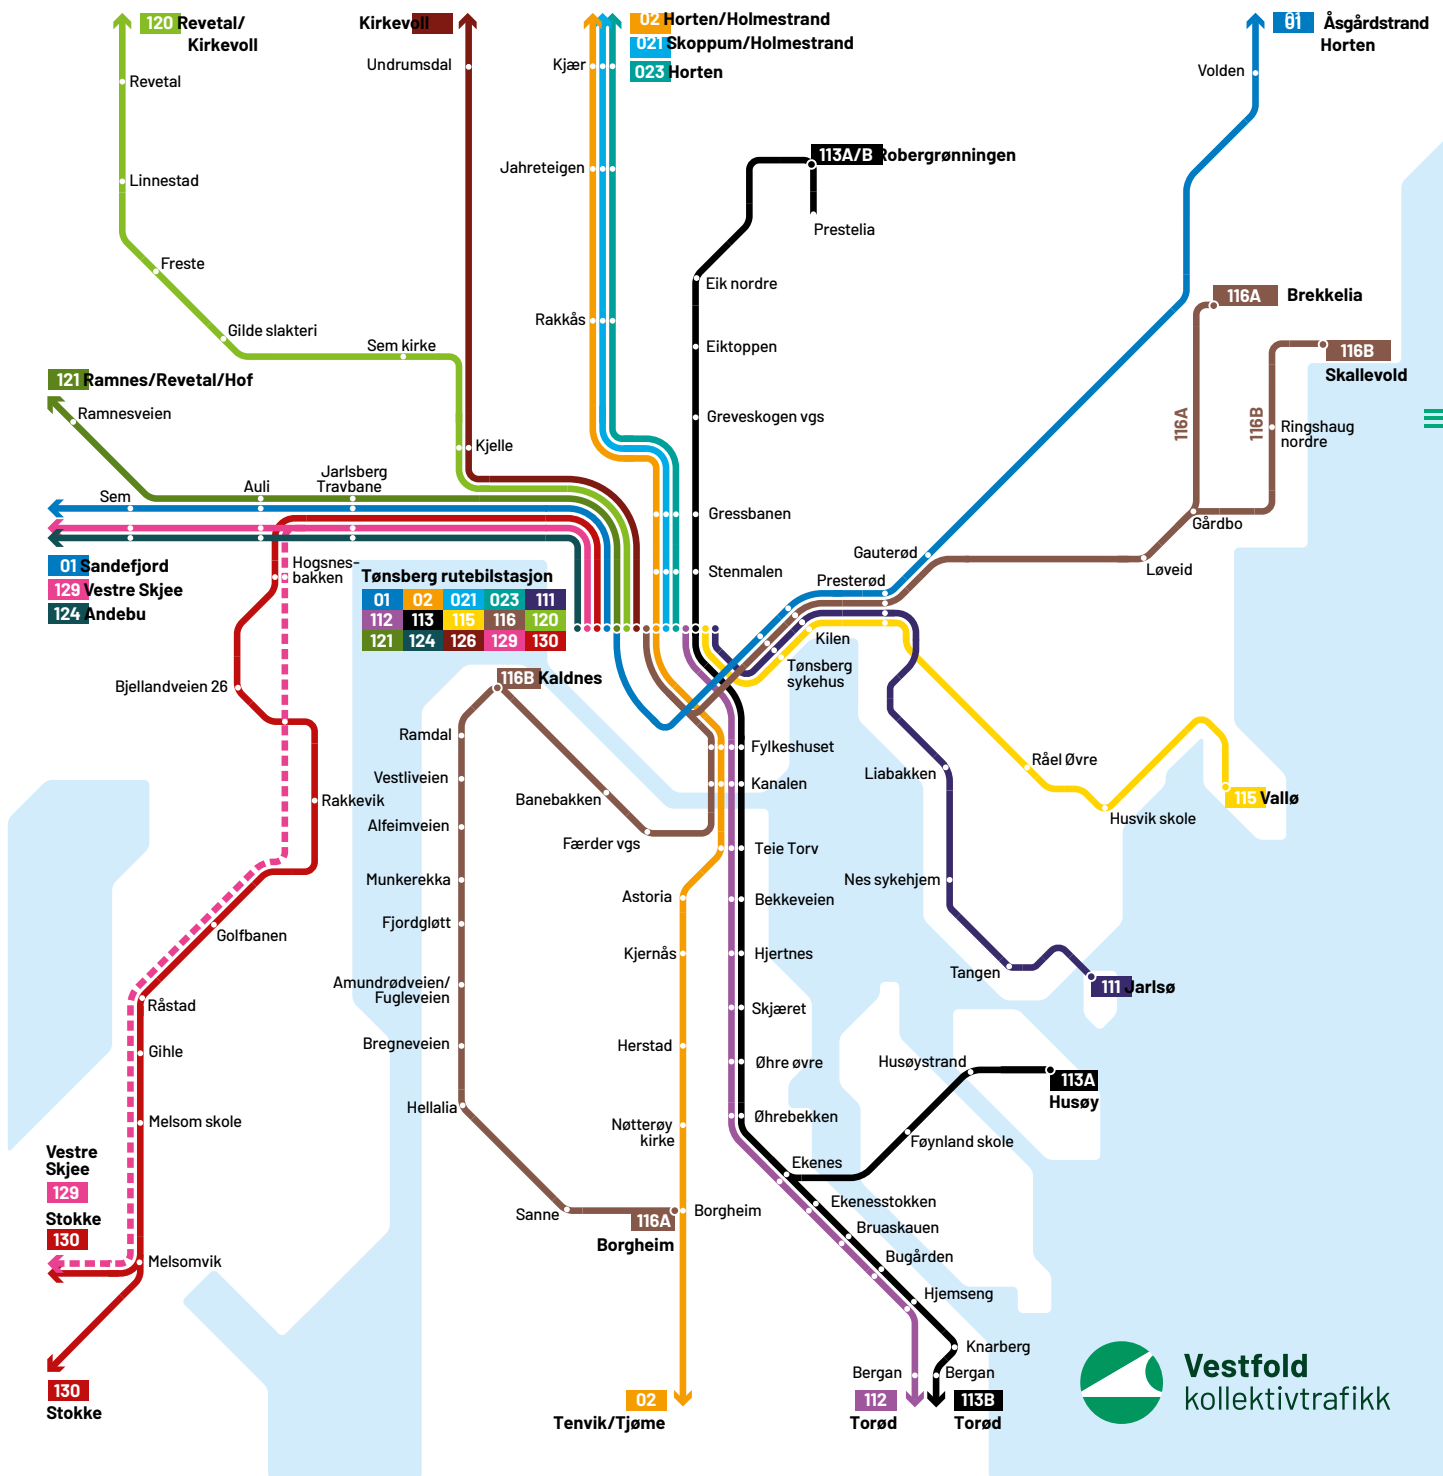 120 Revetal/
Kirkevoll
Kirkevoll
02 Horten/Holmestrand
021 Skoppum/Holmestrand
023 Horten
01 Åsgårdstrand
Horten
Undrumsdal
Kjær
Volden
Revetal
113A/B Robergrønningen
Jahreteigen
Linnestad
Prestelia
Freste
Eik nordre
116A Brekkelia
Gilde slakteri
Rakkås
Sem kirke
Eiktoppen
116B
Skallevold
121 Ramnes/Revetal/Hof
Ramnesveien
Greveskogen vgs
116A
116B
Ringshaug
nordre
Kjelle
Jarlsberg
Travbane
Auli
Sem
Gressbanen
Gårdbo
Gauterød
Løveid
01 Sandefjord
129 Vestre Skjee
124 Andebu
Hogsnes-
bakken
Tønsberg rutebilstasjon
01 02 021 023 111
112 113 115 116 120
121 124 126 129 130
Stenmalen
Presterød
Kilen
Tønsberg
sykehus
Bjellandveien 26
116B Kaldnes
Ramdal
Fylkeshuset
Vestliveien
Kanalen
Banebakken
Liabakken
Råel Øvre
115 Vallø
Rakkevik
Husvik skole
Alfeimveien
Færder vgs
Teie Torv
Munkerekka
Astoria
Bekkeveien
Nes sykehjem
Fjordgløtt
Golfbanen
Kjernås
Hjertnes
Tangen
111 Jarlsø
Amundrødveien/
Fugleveien
Råstad
Skjæret
Bregneveien
Gihle
Herstad
Øhre øvre
Husøystrand
113A
Husøy
Hellalia
Melsom skole
Nøtterøy
kirke
Øhrebekken
Føynland skole
Vestre
Skjee
129
Stokke
130
Ekenes
Ekenesstokken
Sanne
116A
Borgheim
Borgheim
Bruaskauen
Bugården
Melsomvik
Hjemseng
Knarberg
Bergan
Bergan
130
Stokke
02
Tenvik/Tjøme
112
Torød
113B
Torød
Vestfold
kollektivtrafikk